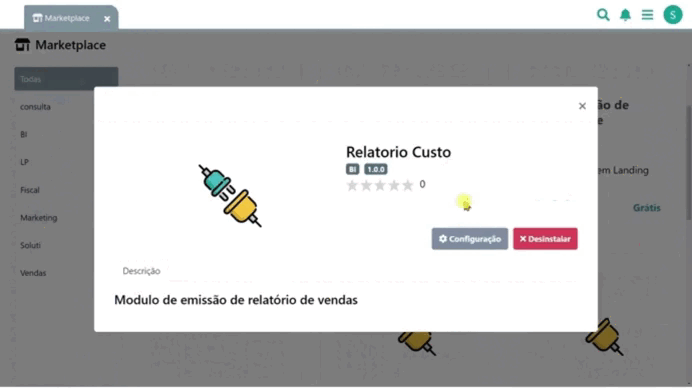 Marketplace ×
S
Marketplace
Todas
consulta
BI
LP
Fiscal
Marketing
Soluti
Vendas
×
Relatorio Custo
BI 1.0.0
0
Configuração × Desinstalar
Descrição
Modulo de emissão de relatório de vendas
ão de
e
em Landing
Grátis